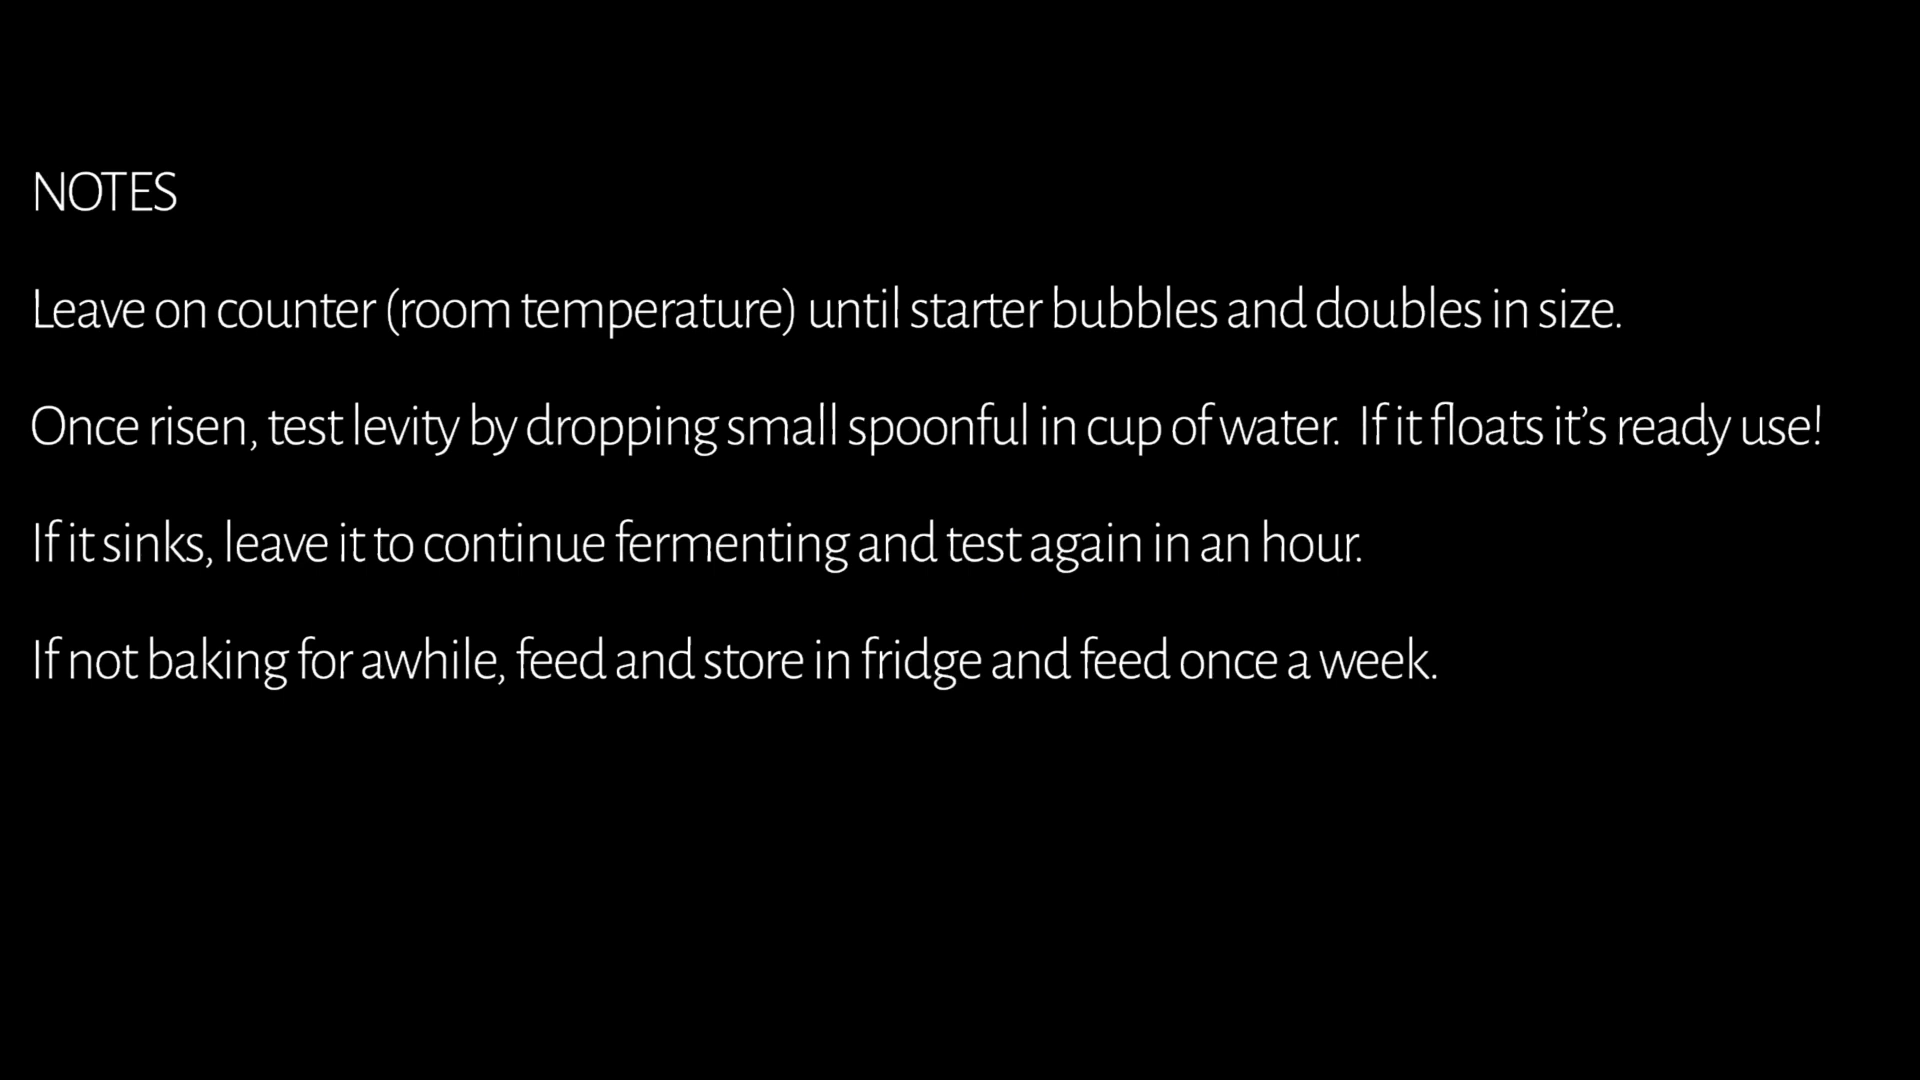 NOTES
Leave on counter (room temperature) until starter bubbles and doubles in size.
Once risen, test levity by dropping small spoonful in cup of water.  If it floats it’s ready use!
If it sinks, leave it to continue fermenting and test again in an hour.
If not baking for awhile, feed and store in fridge and feed once a week.